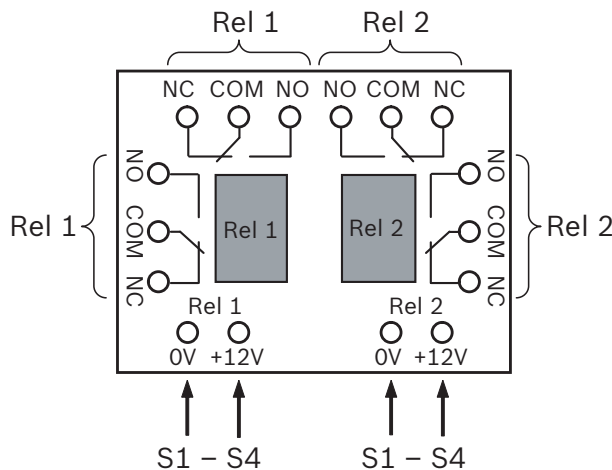 Rel 1 Rel 2
NC COM NO NO COM NC
NO
COM
NC
Rel 1
Rel 1
Rel 2
NO
COM
NC
Rel 2
Rel 1 Rel 2
0V +12V 0V +12V
S1 – S4 S1 – S4